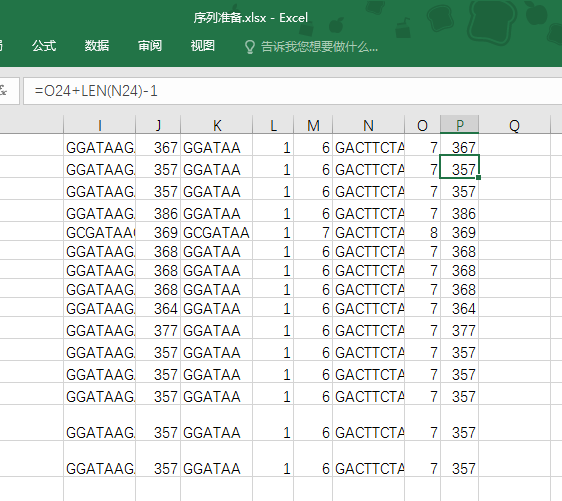 序列准备.xlsx - Excel
公式 数据 审阅 视图 告诉我您想要做什么...
=O24+LEN(N24)-1
I J K L M N O P Q
GGATAAG 367 GGATAA 1 6 GACTTCTA 7 367
GGATAAG 357 GGATAA 1 6 GACTTCTA 7 357
GGATAAG 357 GGATAA 1 6 GACTTCTA 7 357
GGATAAG 386 GGATAA 1 6 GACTTCTA 7 386
GCGATAA 369 GCGATAA 1 7 GACTTCTA 8 369
GGATAAG 368 GGATAA 1 6 GACTTCTA 7 368
GGATAAG 368 GGATAA 1 6 GACTTCTA 7 368
GGATAAG 368 GGATAA 1 6 GACTTCTA 7 368
GGATAAG 364 GGATAA 1 6 GACTTCTA 7 364
GGATAAG 377 GGATAA 1 6 GACTTCTA 7 377
GGATAAG 357 GGATAA 1 6 GACTTCTA 7 357
GGATAAG 357 GGATAA 1 6 GACTTCTA 7 357
GGATAAG 357 GGATAA 1 6 GACTTCTA 7 357
GGATAAG 357 GGATAA 1 6 GACTTCTA 7 357
GGATAAG 357 GGATAA 1 6 GACTTCTA 7 357